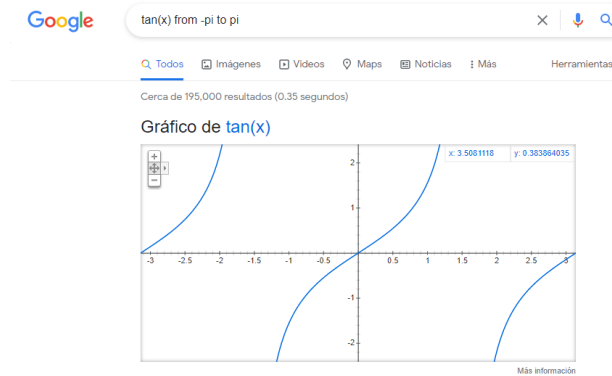 Google
tan(x) from -pi to pi
Todos Imágenes Videos Maps Noticias Más Herramientas
Cerca de 195,000 resultados (0.35 segundos)
Gráfico de tan(x)
x: 3.5081118 y: 0.383864035
2
1
-3 -2.5 -2 -1.5 -1 -0.5 0.5 1 1.5 2 2.5 3
-1
-2
Más información